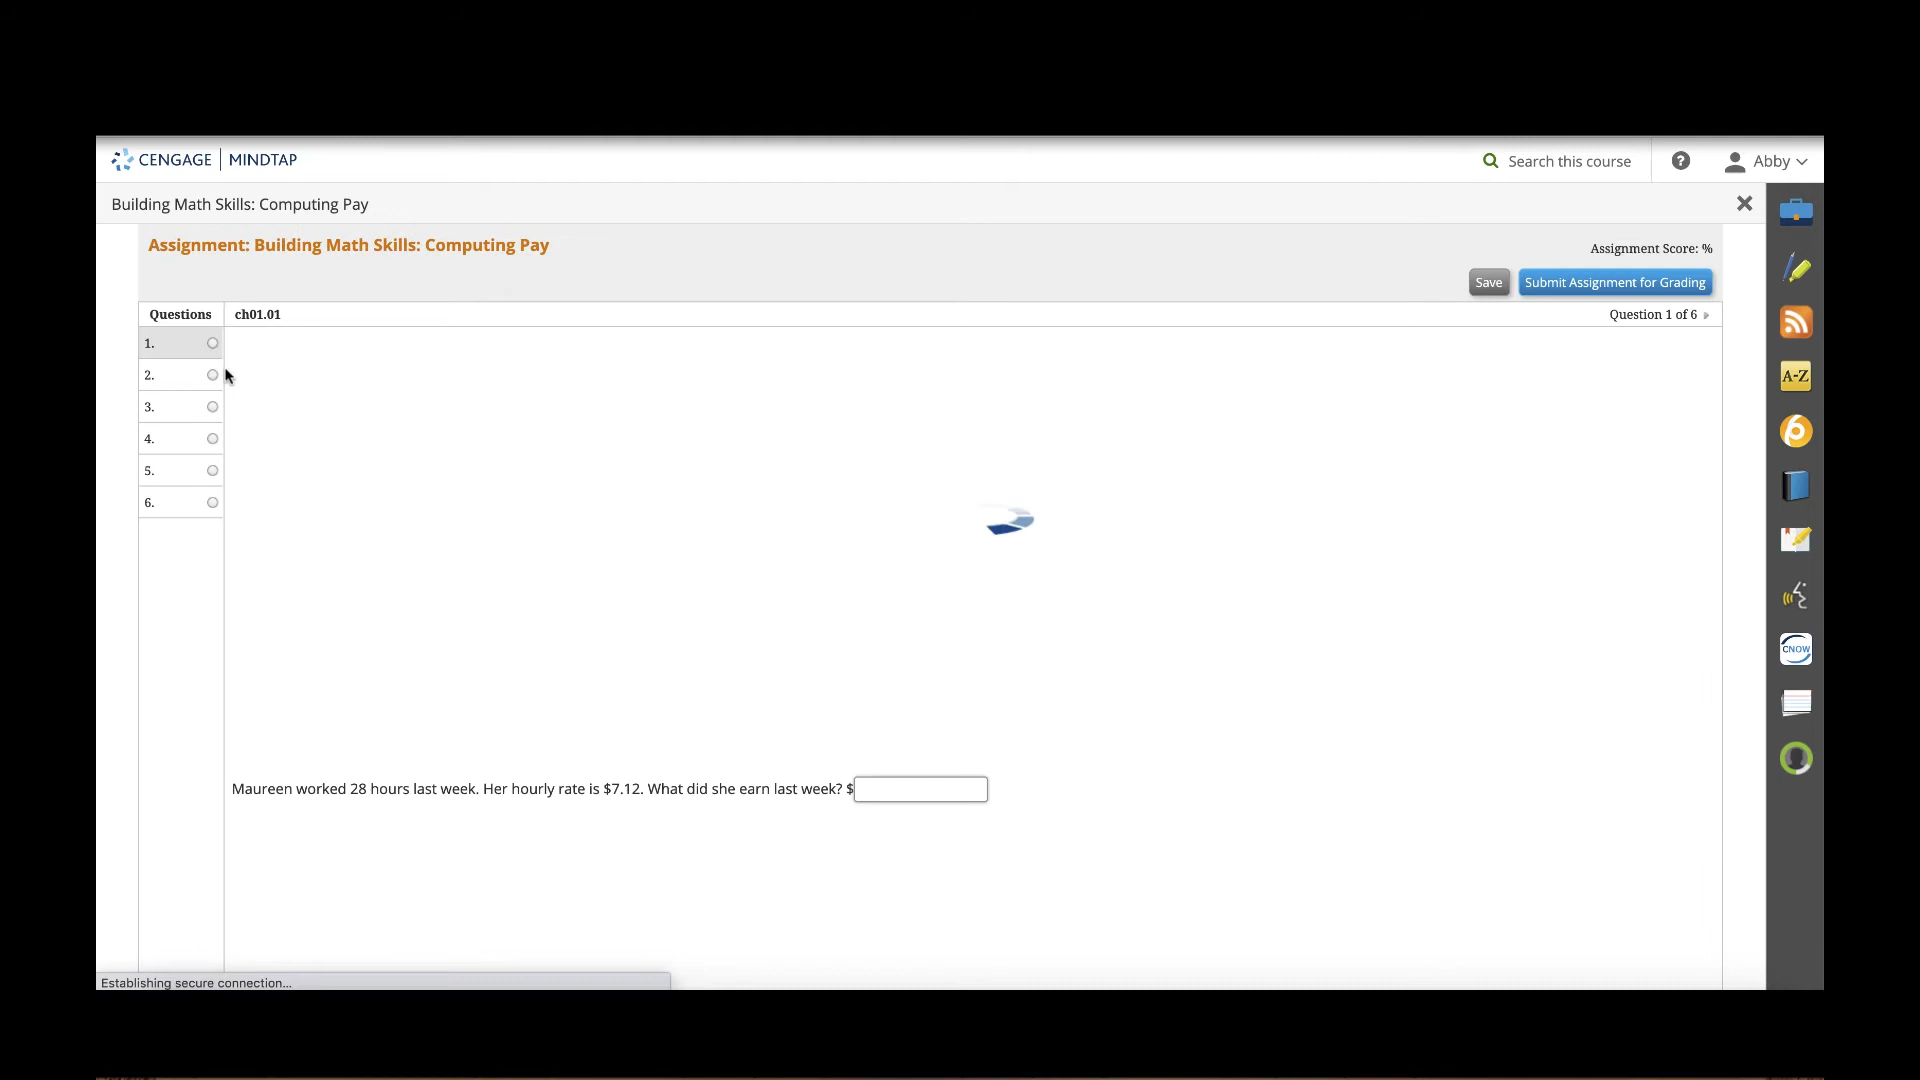 CENGAGE | MINDTAP
Search this course
?
Abby
Building Math Skills: Computing Pay
Assignment: Building Math Skills: Computing Pay
Assignment Score: %
Save
Submit Assignment for Grading
Questions
ch01.01
Question 1 of 6
1.
2.
3.
4.
5.
6.
A-Z
CNOW
Maureen worked 28 hours last week. Her hourly rate is $7.12. What did she earn last week? $
Establishing secure connection...